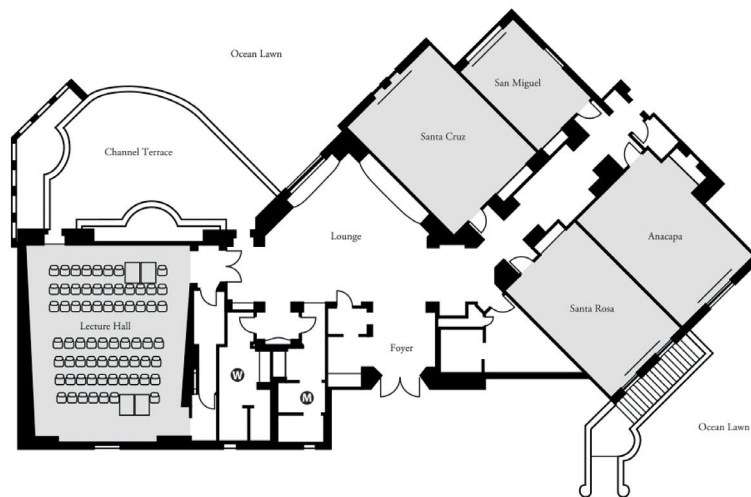 Ocean Lawn
San Miguel
Santa Cruz
Channel Terrace
Lounge
Anacapa
Santa Rosa
Lecture Hall
Foyer
W
M
Ocean Lawn